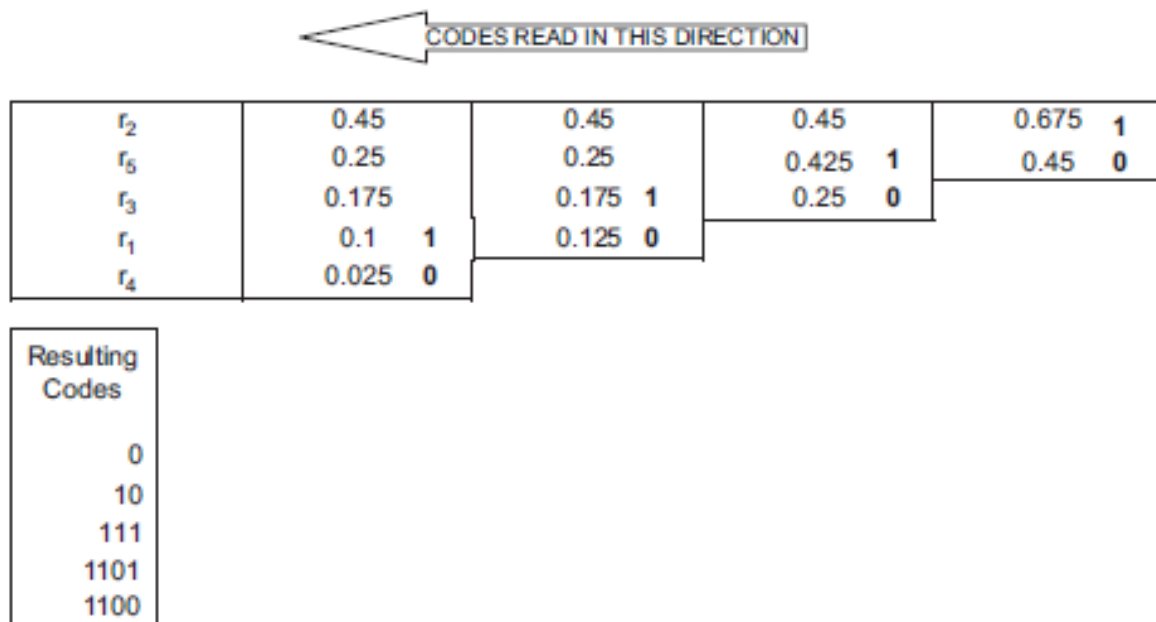 CODES READ IN THIS DIRECTION
r2 0.45 0.45 0.45 0.675 1
r5 0.25 0.25 0.425 1 0.45 0
r3 0.175 0.175 1 0.25 0
r1 0.1 1 0.125 0
r4 0.025 0
Resulting
Codes
0
10
111
1101
1100